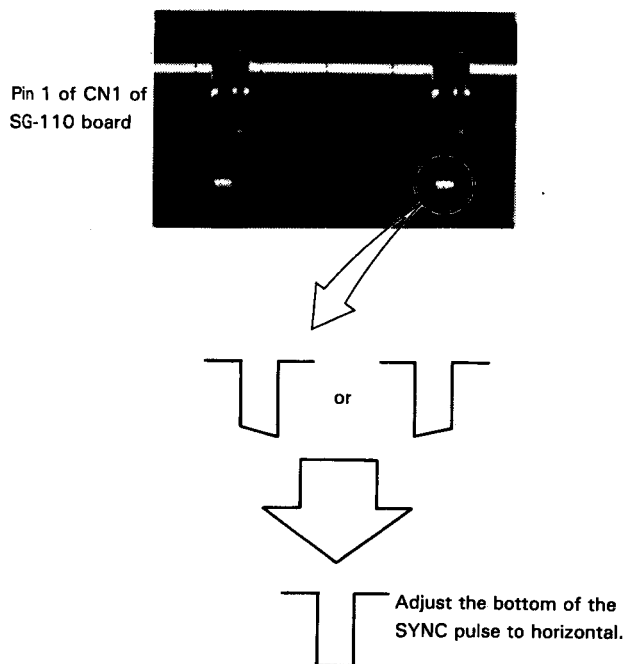 Pin 1 of CN1 of
SG-110 board
or
Adjust the bottom of the
SYNC pulse to horizontal.